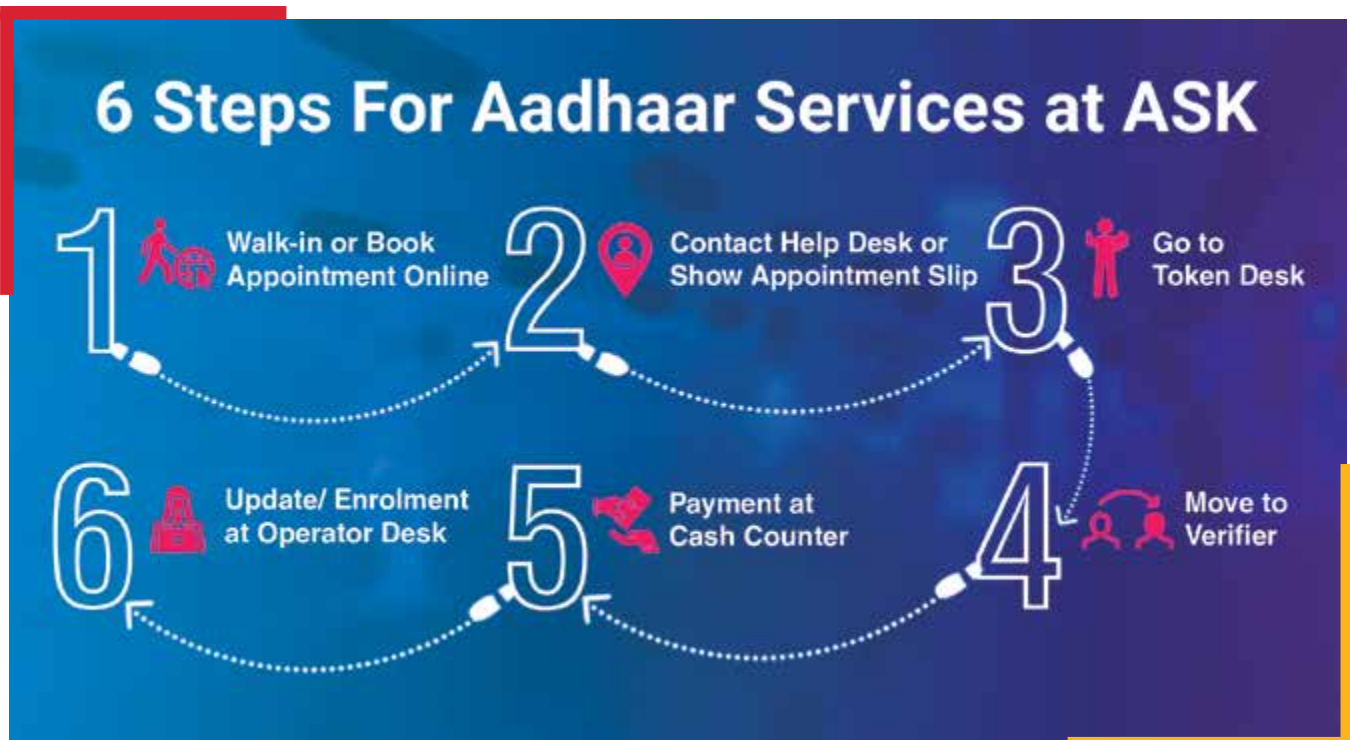 6 Steps For Aadhaar Services at ASK
1
Walk-in or Book
Appointment Online
2
Contact Help Desk or
Show Appointment Slip
3
Go to
Token Desk
4
Move to
Verifier
5
Payment at
Cash Counter
6
Update/ Enrolment
at Operator Desk